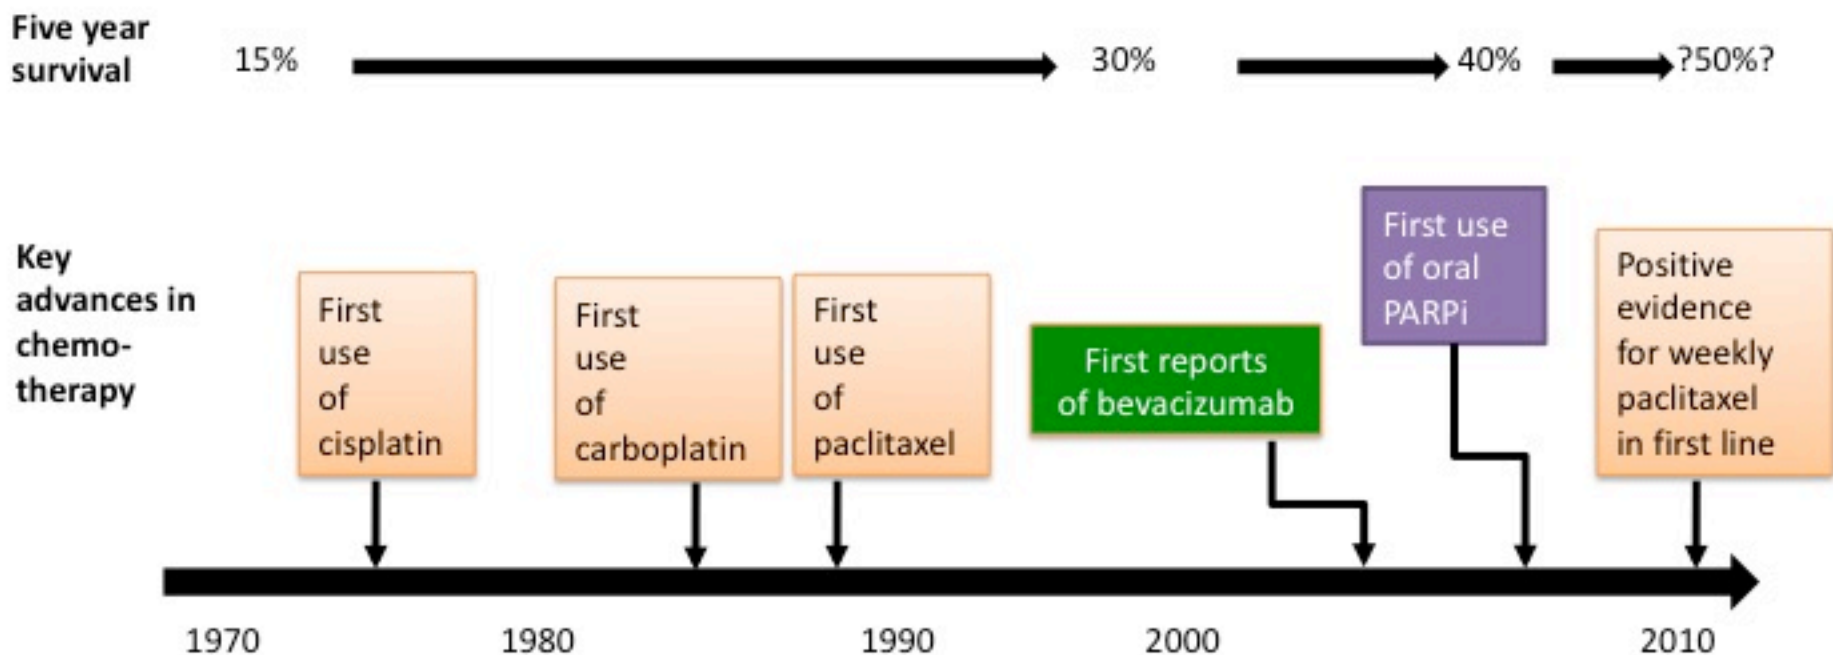 Five year
survival
15%
30%
40%
?50%?
Key
advances in
chemo-
therapy
First
use
of
cisplatin
First
use
of
carboplatin
First
use
of
paclitaxel
First reports
of bevacizumab
First use
of oral
PARPi
Positive
evidence
for weekly
paclitaxel
in first line
1970
1980
1990
2000
2010